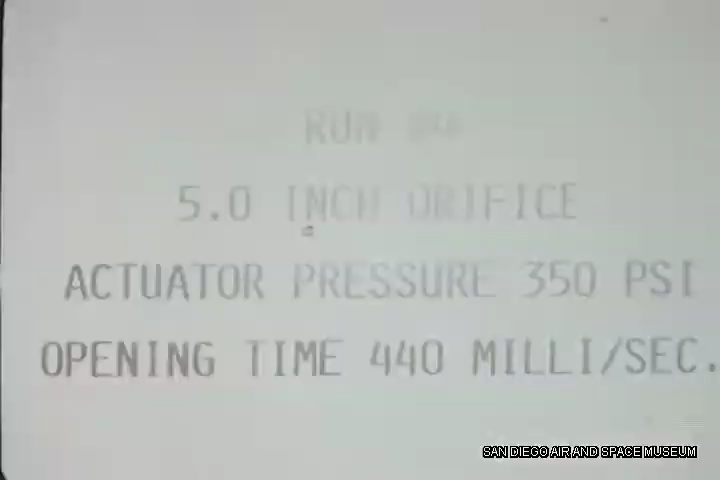 RUN
5.0 INCH ORIFICE
ACTUATOR PRESSURE 350 PSI
OPENING TIME 440 MILLI/SEC.
SAN DIEGO AIR AND SPACE MUSEUM